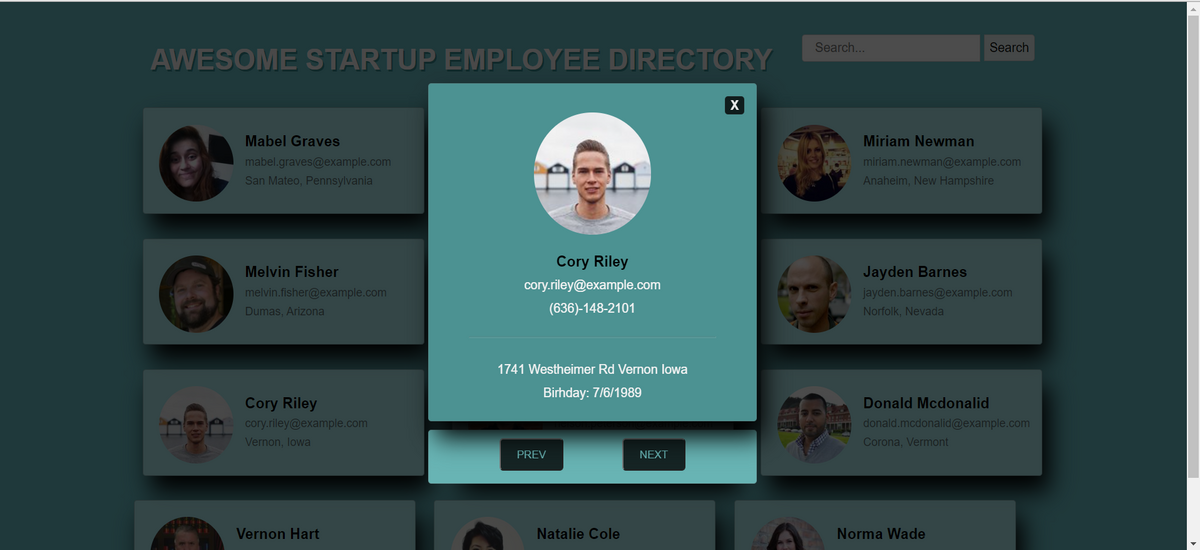 AWESOME STARTUP EMPLOYEE DIRECTORY
Search...
Search
Mabel Graves
mabel.graves@example.com
San Mateo, Pennsylvania
X
Cory Riley
cory.riley@example.com
(636)-148-2101
1741 Westheimer Rd Vernon Iowa
Birhday: 7/6/1989
PREV
NEXT
Miriam Newman
miriam.newman@example.com
Anaheim, New Hampshire
Melvin Fisher
melvin.fisher@example.com
Dumas, Arizona
Jayden Barnes
jayden.barnes@example.com
Norfolk, Nevada
Cory Riley
cory.riley@example.com
Vernon, Iowa
Donald Mcdonalid
donald.mcdonalid@example.com
Corona, Vermont
Vernon Hart
Natalie Cole
Norma Wade